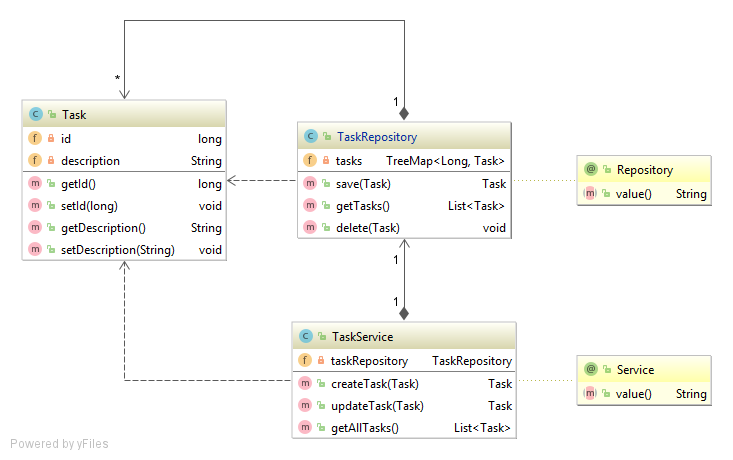 *
1
Task
id long
description String
getId() long
setId(long) void
getDescription() String
setDescription(String) void
TaskRepository
tasks TreeMap<Long, Task>
save(Task) Task
getTasks() List<Task>
delete(Task) void
Repository
value() String
1
1
TaskService
taskRepository TaskRepository
createTask(Task) Task
updateTask(Task) Task
getAllTasks() List<Task>
Service
value() String
Powered by yFiles